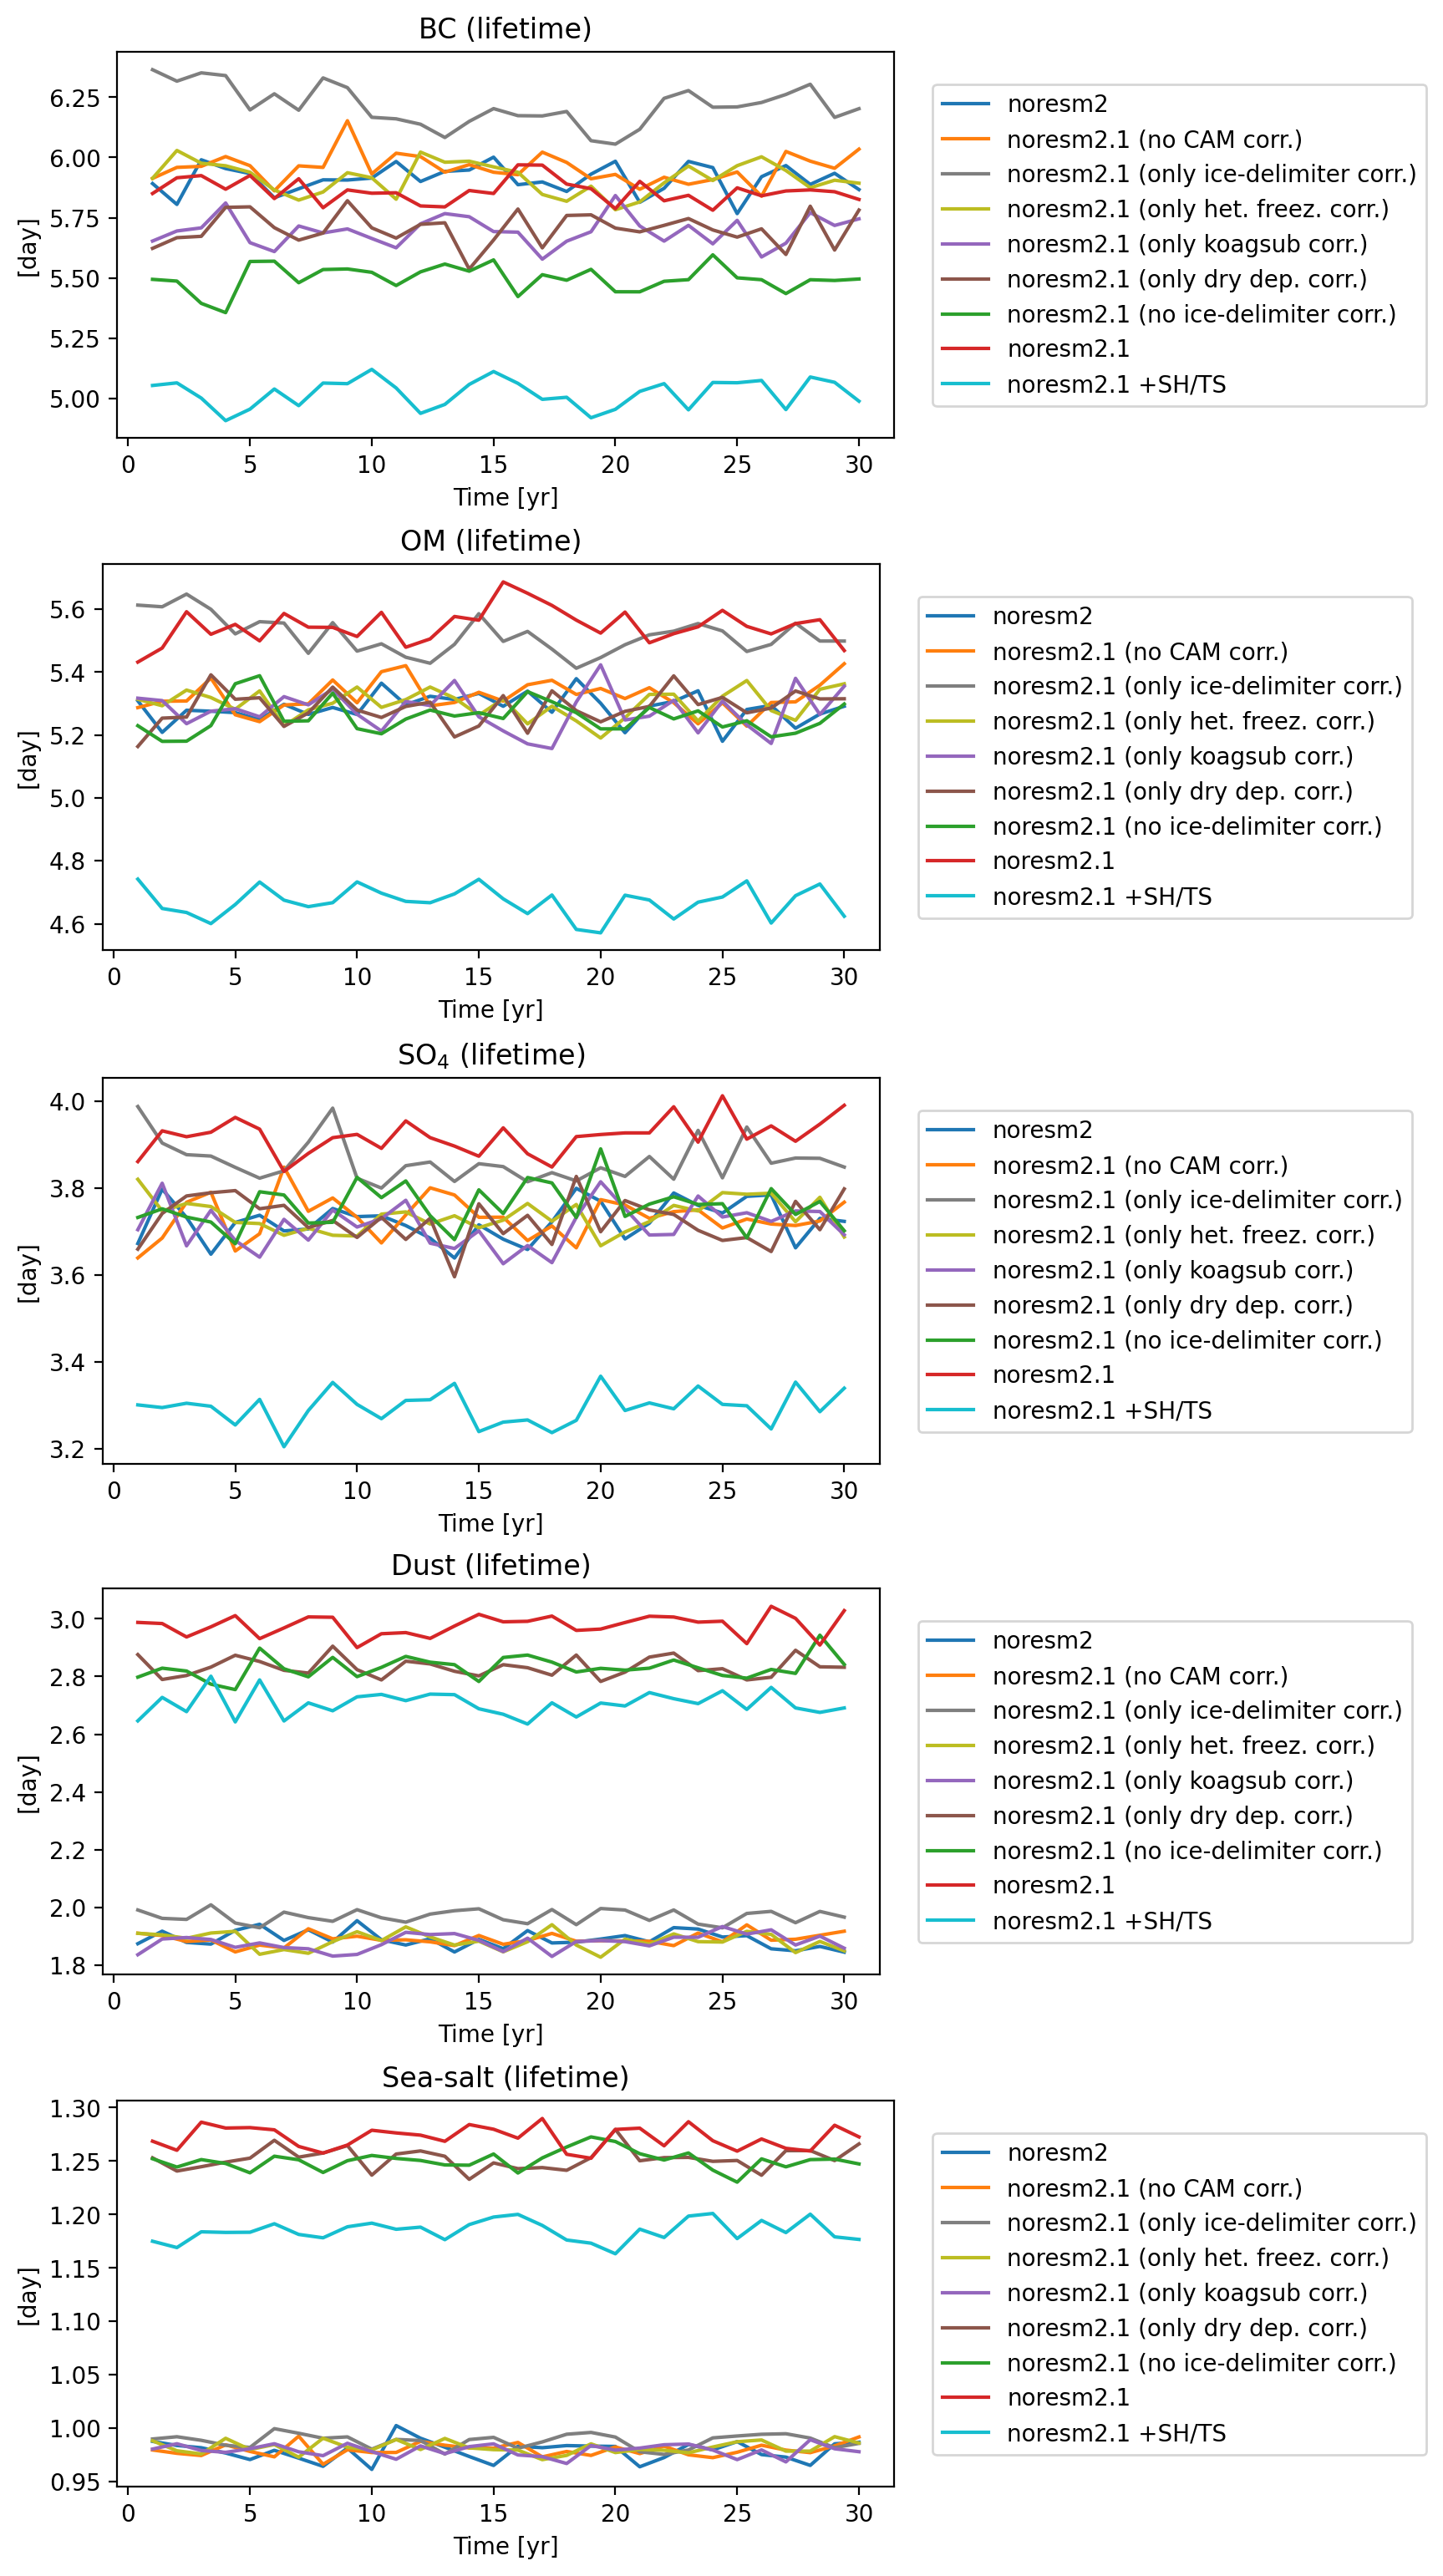 BC (lifetime)
6.25
6.00
5.75
5.50
5.25
5.00
[day]
0 5 10 15 20 25 30
Time [yr]
noresm2
noresm2.1 (no CAM corr.)
noresm2.1 (only ice-delimiter corr.)
noresm2.1 (only het. freez. corr.)
noresm2.1 (only koagsub corr.)
noresm2.1 (only dry dep. corr.)
noresm2.1 (no ice-delimiter corr.)
noresm2.1
noresm2.1 +SH/TS
OM (lifetime)
5.6
5.4
5.2
5.0
4.8
4.6
[day]
0 5 10 15 20 25 30
Time [yr]
noresm2
noresm2.1 (no CAM corr.)
noresm2.1 (only ice-delimiter corr.)
noresm2.1 (only het. freez. corr.)
noresm2.1 (only koagsub corr.)
noresm2.1 (only dry dep. corr.)
noresm2.1 (no ice-delimiter corr.)
noresm2.1
noresm2.1 +SH/TS
SO₄ (lifetime)
4.0
3.8
3.6
3.4
3.2
[day]
0 5 10 15 20 25 30
Time [yr]
noresm2
noresm2.1 (no CAM corr.)
noresm2.1 (only ice-delimiter corr.)
noresm2.1 (only het. freez. corr.)
noresm2.1 (only koagsub corr.)
noresm2.1 (only dry dep. corr.)
noresm2.1 (no ice-delimiter corr.)
noresm2.1
noresm2.1 +SH/TS
Dust (lifetime)
3.0
2.8
2.6
2.4
2.2
2.0
1.8
[day]
0 5 10 15 20 25 30
Time [yr]
noresm2
noresm2.1 (no CAM corr.)
noresm2.1 (only ice-delimiter corr.)
noresm2.1 (only het. freez. corr.)
noresm2.1 (only koagsub corr.)
noresm2.1 (only dry dep. corr.)
noresm2.1 (no ice-delimiter corr.)
noresm2.1
noresm2.1 +SH/TS
Sea-salt (lifetime)
1.30
1.25
1.20
1.15
1.10
1.05
1.00
0.95
[day]
0 5 10 15 20 25 30
Time [yr]
noresm2
noresm2.1 (no CAM corr.)
noresm2.1 (only ice-delimiter corr.)
noresm2.1 (only het. freez. corr.)
noresm2.1 (only koagsub corr.)
noresm2.1 (only dry dep. corr.)
noresm2.1 (no ice-delimiter corr.)
noresm2.1
noresm2.1 +SH/TS